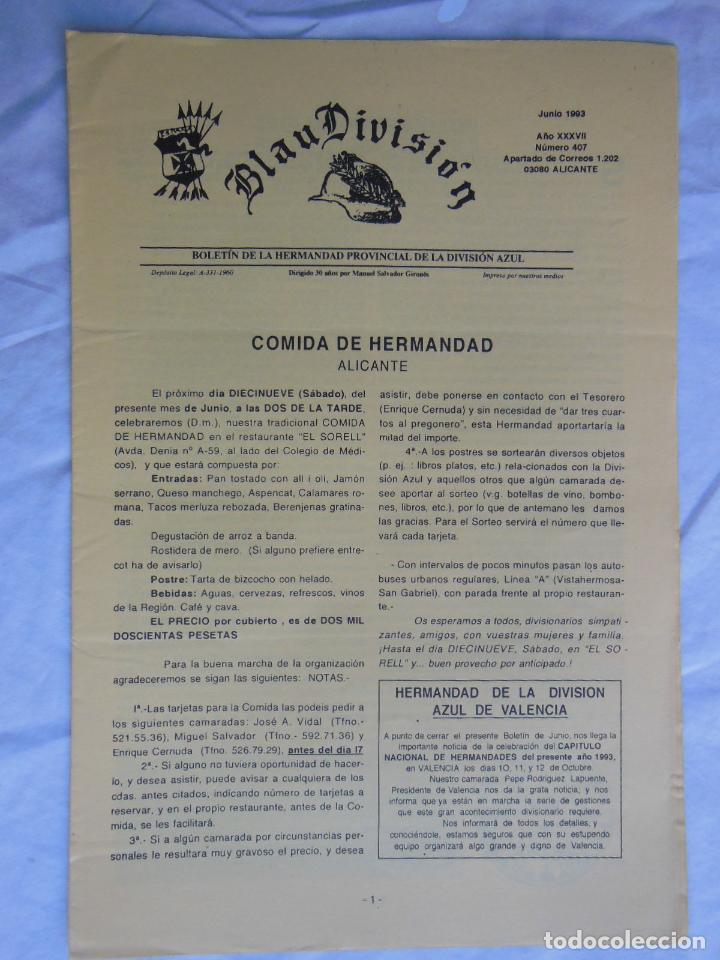 Blau División
Junio 1993
Año XXXVII
Número 407
Apartado de Correos 1.202
03080 ALICANTE
BOLETÍN DE LA HERMANDAD PROVINCIAL DE LA DIVISIÓN AZUL
Depósito Legal: A-331-1960 Dirigido 30 años por Manuel Salvador Gironés Impreso por nuestros medios
COMIDA DE HERMANDAD
ALICANTE
El próximo día DIECINUEVE (Sábado), del
presente mes de Junio, a las DOS DE LA TARDE,
celebraremos (D.m.), nuestra tradicional COMIDA
DE HERMANDAD en el restaurante "EL SORELL"
(Avda. Denia nº A-59, al lado del Colegio de Médi-
cos), y que estará compuesta por:
Entradas: Pan tostado con all i oli, Jamón
serrano, Queso manchego, Aspencat, Calamares ro-
mana, Tacos merluza rebozada, Berenjenas gratina-
das.
Degustación de arroz a banda.
Rostidera de mero. (Si alguno prefiere entre-
cot ha de avisarlo)
Postre: Tarta de bizcocho con helado.
Bebidas: Aguas, cervezas, refrescos, vinos
de la Región. Café y cava.
EL PRECIO por cubierto , es de DOS MIL
DOSCIENTAS PESETAS
Para la buena marcha de la organización
agradeceremos se sigan las siguientes: NOTAS.-
Iª.-Las tarjetas para la Comida las podeis pedir a
los siguientes camaradas: José A. Vidal (Tfno.-
521.55.36), Miguel Salvador (Tfno.- 592.71.36) y
Enrique Cernuda (Tfno. 526.79.29), antes del dia I7
2ª.- Si alguno no tuviera oportunidad de hacer-
lo, y desea asistir, puede avisar a cualquiera de los
cdas. antes citados, indicando número de tarjetas a
reservar, y en el propio restaurante, antes de la Co-
mida, se les facilitará.
3ª.- Si a algún camarada por circunstancias per-
sonales le resultara muy gravoso el precio, y desea
asistir, debe ponerse en contacto con el Tesorero
(Enrique Cernuda) y sin necesidad de "dar tres cuar-
tos al pregonero", esta Hermandad aportartaría la
mitad del importe.
4ª.-A los postres se sortearán diversos objetos
(p. ej. : libros platos, etc.) rela-cionados con la Divi-
sión Azul y aquellos otros que algún camarada de-
see aportar al sorteo (v.g. botellas de vino, bombo-
nes, libros, etc.), por lo que de antemano les damos
las gracias. Para el Sorteo servirá el número que lle-
vará cada tarjeta.
- Con intervalos de pocos minutos pasan los auto-
buses urbanos regulares, Línea "A" (Vistahermosa-
San Gabriel), con parada frente al propio restauran-
te.-
Os esperamos a todos, divisionarios simpati -
zantes, amigos, con vuestras mujeres y familia.
¡Hasta el día DIECINUEVE, Sábado, en "EL SO -
RELL" y... buen provecho por anticipado.!
HERMANDAD DE LA DIVISION
AZUL DE VALENCIA
A punto de cerrar el presente Boletín de Junio, nos llega la
importante noticia de la celebración del CAPITULO
NACIONAL DE HERMANDADES del presente año 1993,
en VALENCIA los días 1O, 11, y 12 de Octubre.
Nuestro camarada Pepe Rodriguez Lapuente,
Presidente de Valencia nos da la grata noticia, y nos
informa que ya están en marcha la serie de gestiones
que este gran acontecimiento divisionario requiere.
Nos informará de todos los detalles, y
conociéndole, estamos seguros que con su estupendo
equipo organizará algo grande y digno de Valencia.
- 1 -
todocoleccion.net